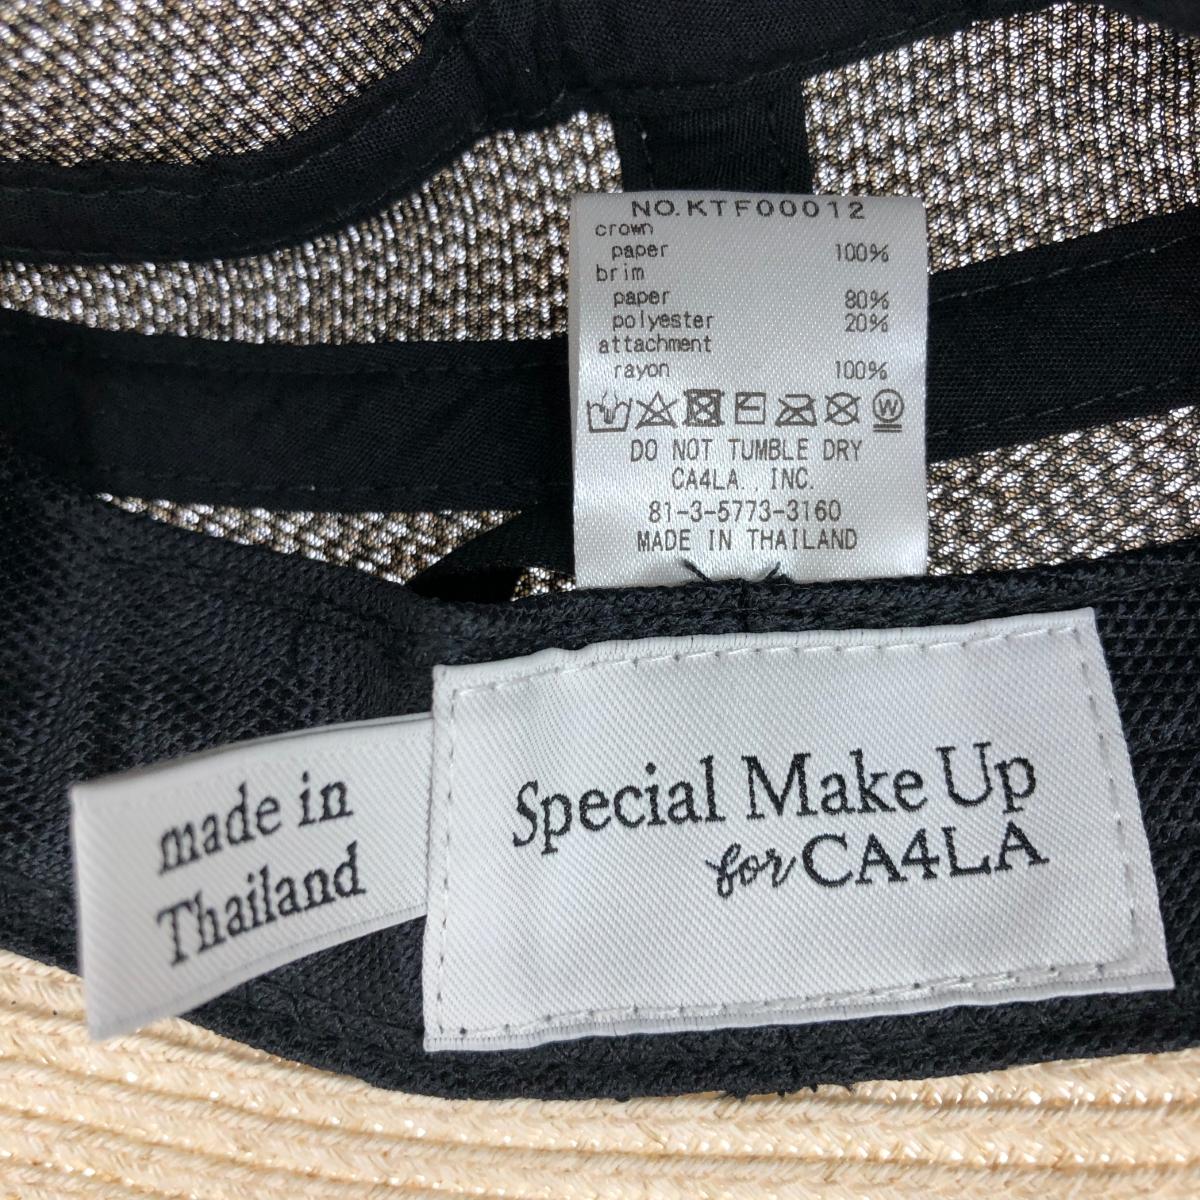 NO.KTF00012
crown
paper 100%
brim
paper 80%
polyester 20%
attachment
rayon 100%
W
DO NOT TUMBLE DRY
CA4LA., INC.
81-3-5773-3160
MADE IN THAILAND
made in
Thailand
Special Make Up
for CA4LA